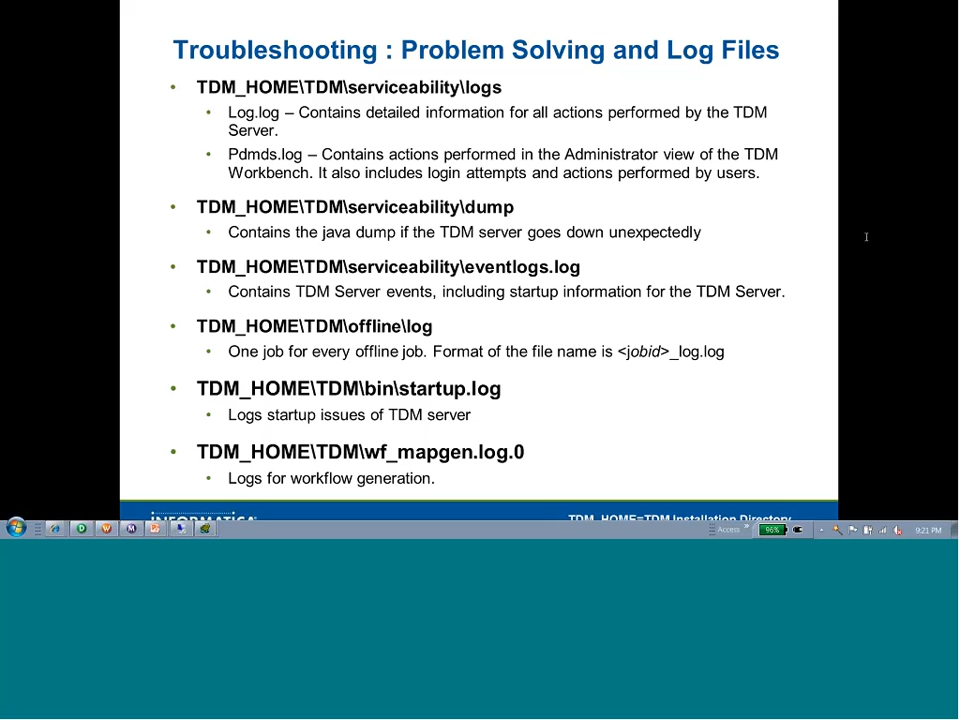 Troubleshooting : Problem Solving and Log Files
• TDM_HOME\TDM\serviceability\logs
• Log.log – Contains detailed information for all actions performed by the TDM
Server.
• Pdmds.log – Contains actions performed in the Administrator view of the TDM
Workbench. It also includes login attempts and actions performed by users.
• TDM_HOME\TDM\serviceability\dump
• Contains the java dump if the TDM server goes down unexpectedly
• TDM_HOME\TDM\serviceability\eventlogs.log
• Contains TDM Server events, including startup information for the TDM Server.
• TDM_HOME\TDM\offline\log
• One job for every offline job. Format of the file name is <jobid>_log.log
• TDM_HOME\TDM\bin\startup.log
• Logs startup issues of TDM server
• TDM_HOME\TDM\wf_mapgen.log.0
• Logs for workflow generation.
INFORMATICA
TDM_HOME=TDM Installation Directory
96%
9:21 PM